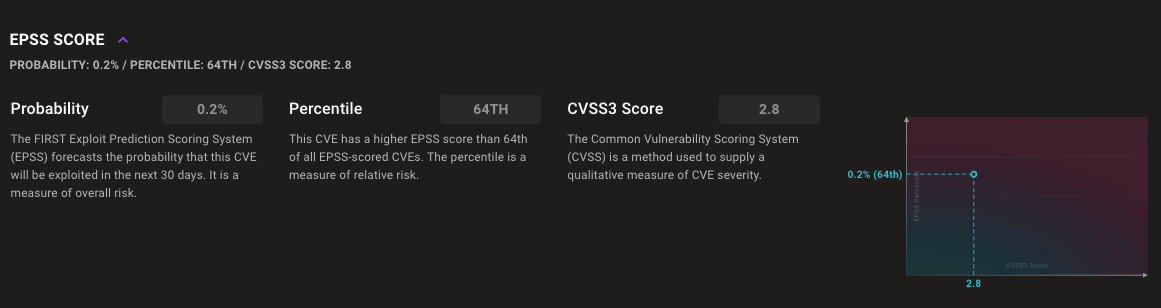 EPSS SCORE
PROBABILITY: 0.2% / PERCENTILE: 64TH / CVSS3 SCORE: 2.8
Probability
0.2%
The FIRST Exploit Prediction Scoring System
(EPSS) forecasts the probability that this CVE
will be exploited in the next 30 days. It is a
measure of overall risk.
Percentile
64TH
This CVE has a higher EPSS score than 64th
of all EPSS-scored CVEs. The percentile is a
measure of relative risk.
CVSS3 Score
2.8
The Common Vulnerability Scoring System
(CVSS) is a method used to supply a
qualitative measure of CVE severity.
0.2% (64th)
EPSS Percentile
CVSS3 Score
2.8